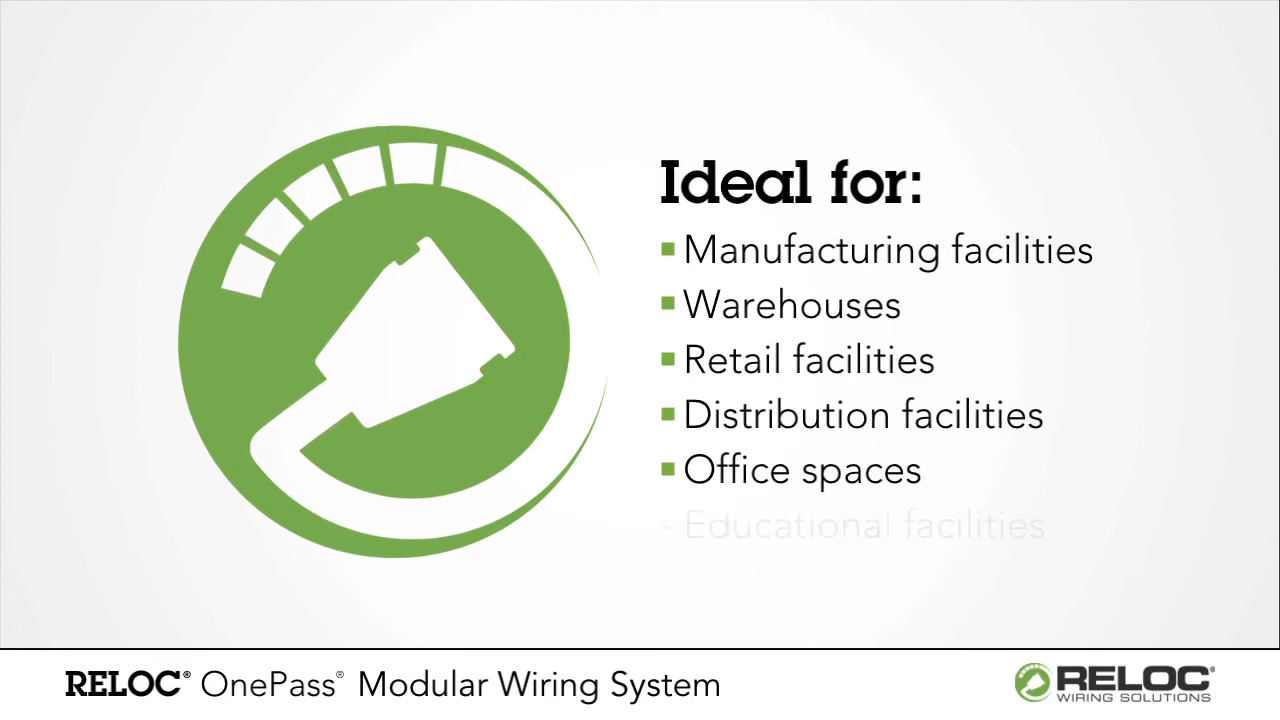 Ideal for:
▪ Manufacturing facilities
▪ Warehouses
▪ Retail facilities
▪ Distribution facilities
▪ Office spaces
▪ Educational facilities
RELOC® OnePass® Modular Wiring System
RELOC®
WIRING SOLUTIONS